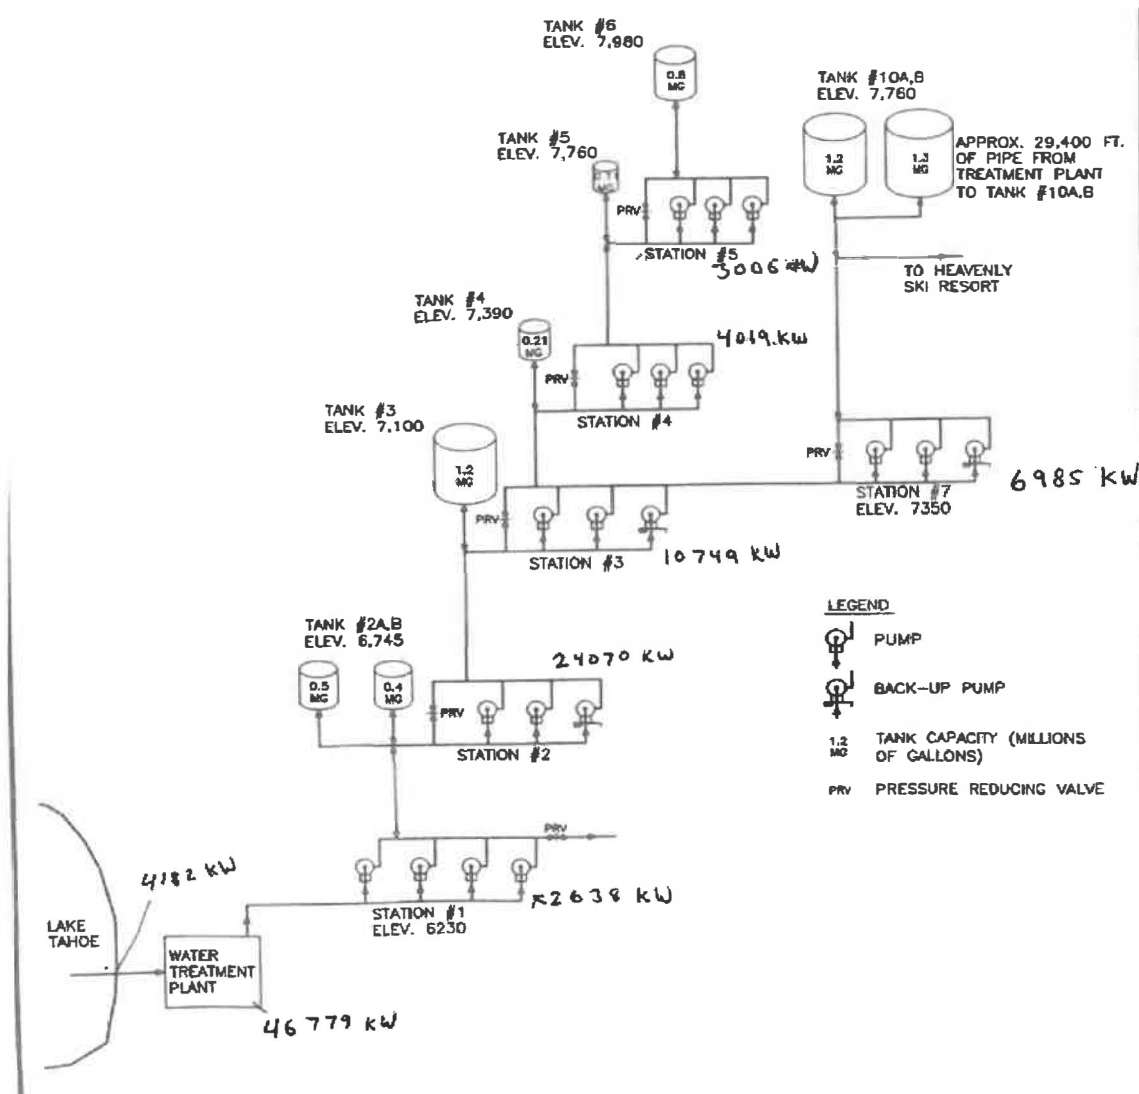 TANK #6
ELEV. 7,980
0.8
MG
TANK #10A,B
ELEV. 7,760
1.2
MG
MG
APPROX. 29,400 FT.
OF PIPE FROM
TREATMENT PLANT
TO TANK #10A,B
TANK #5
ELEV. 7,760
MG
PRV
STATION #5
3006 KW
TO HEAVENLY
SKI RESORT
TANK #4
ELEV. 7,390
0.21
MG
4019 KW
PRV
STATION #4
TANK #3
ELEV. 7,100
1.2
MG
PRV
STATION #7
ELEV. 7350
6985 KW
PRV
STATION #3
10749 KW
TANK #2A,B
ELEV. 6,745
0.5
MG
0.4
MG
24070 KW
PRV
STATION #2
LEGEND
PUMP
BACK-UP PUMP
1.2
MG
TANK CAPACITY (MILLIONS
OF GALLONS)
PRV
PRESSURE REDUCING VALVE
PRV
STATION #1
ELEV. 6230
2638 KW
4182 KW
LAKE
TAHOE
WATER
TREATMENT
PLANT
46779 KW